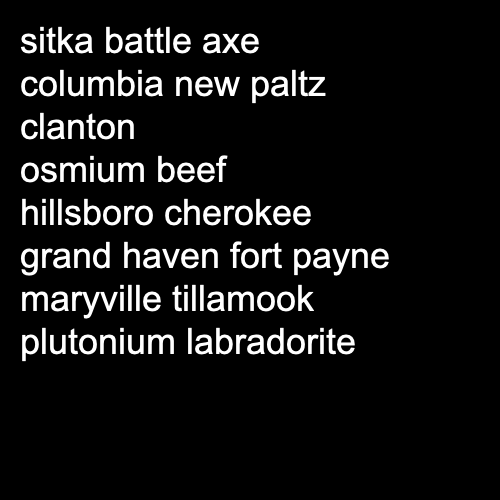 sitka battle axe
columbia new paltz
clanton
osmium beef
hillsboro cherokee
grand haven fort payne
maryville tillamook
plutonium labradorite